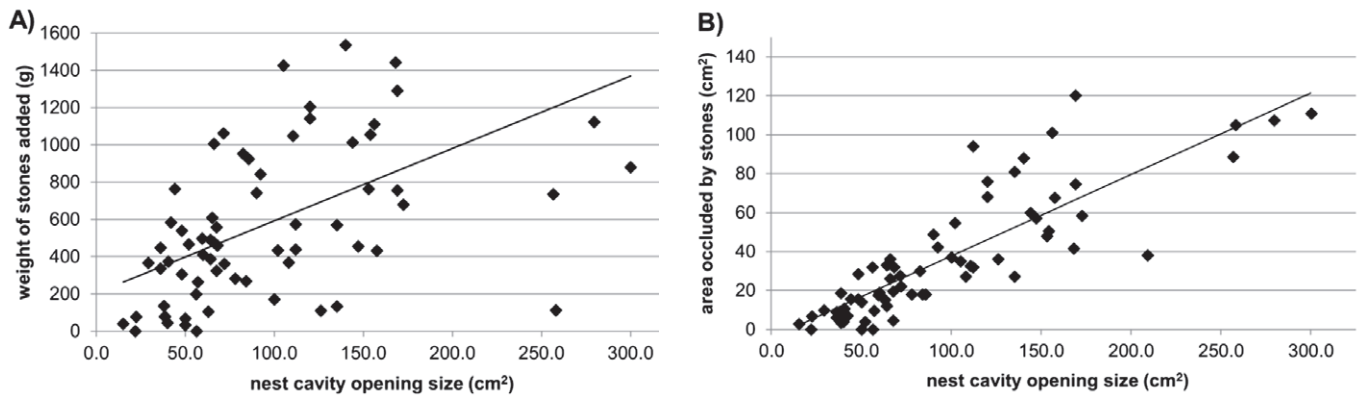 A)
weight of stones added (g)
1600
1400
1200
1000
800
600
400
200
0
0.0 50.0 100.0 150.0 200.0 250.0 300.0
nest cavity opening size (cm²)
B)
area occluded by stones (cm²)
140
120
100
80
60
40
20
0
0.0 50.0 100.0 150.0 200.0 250.0 300.0
nest cavity opening size (cm²)